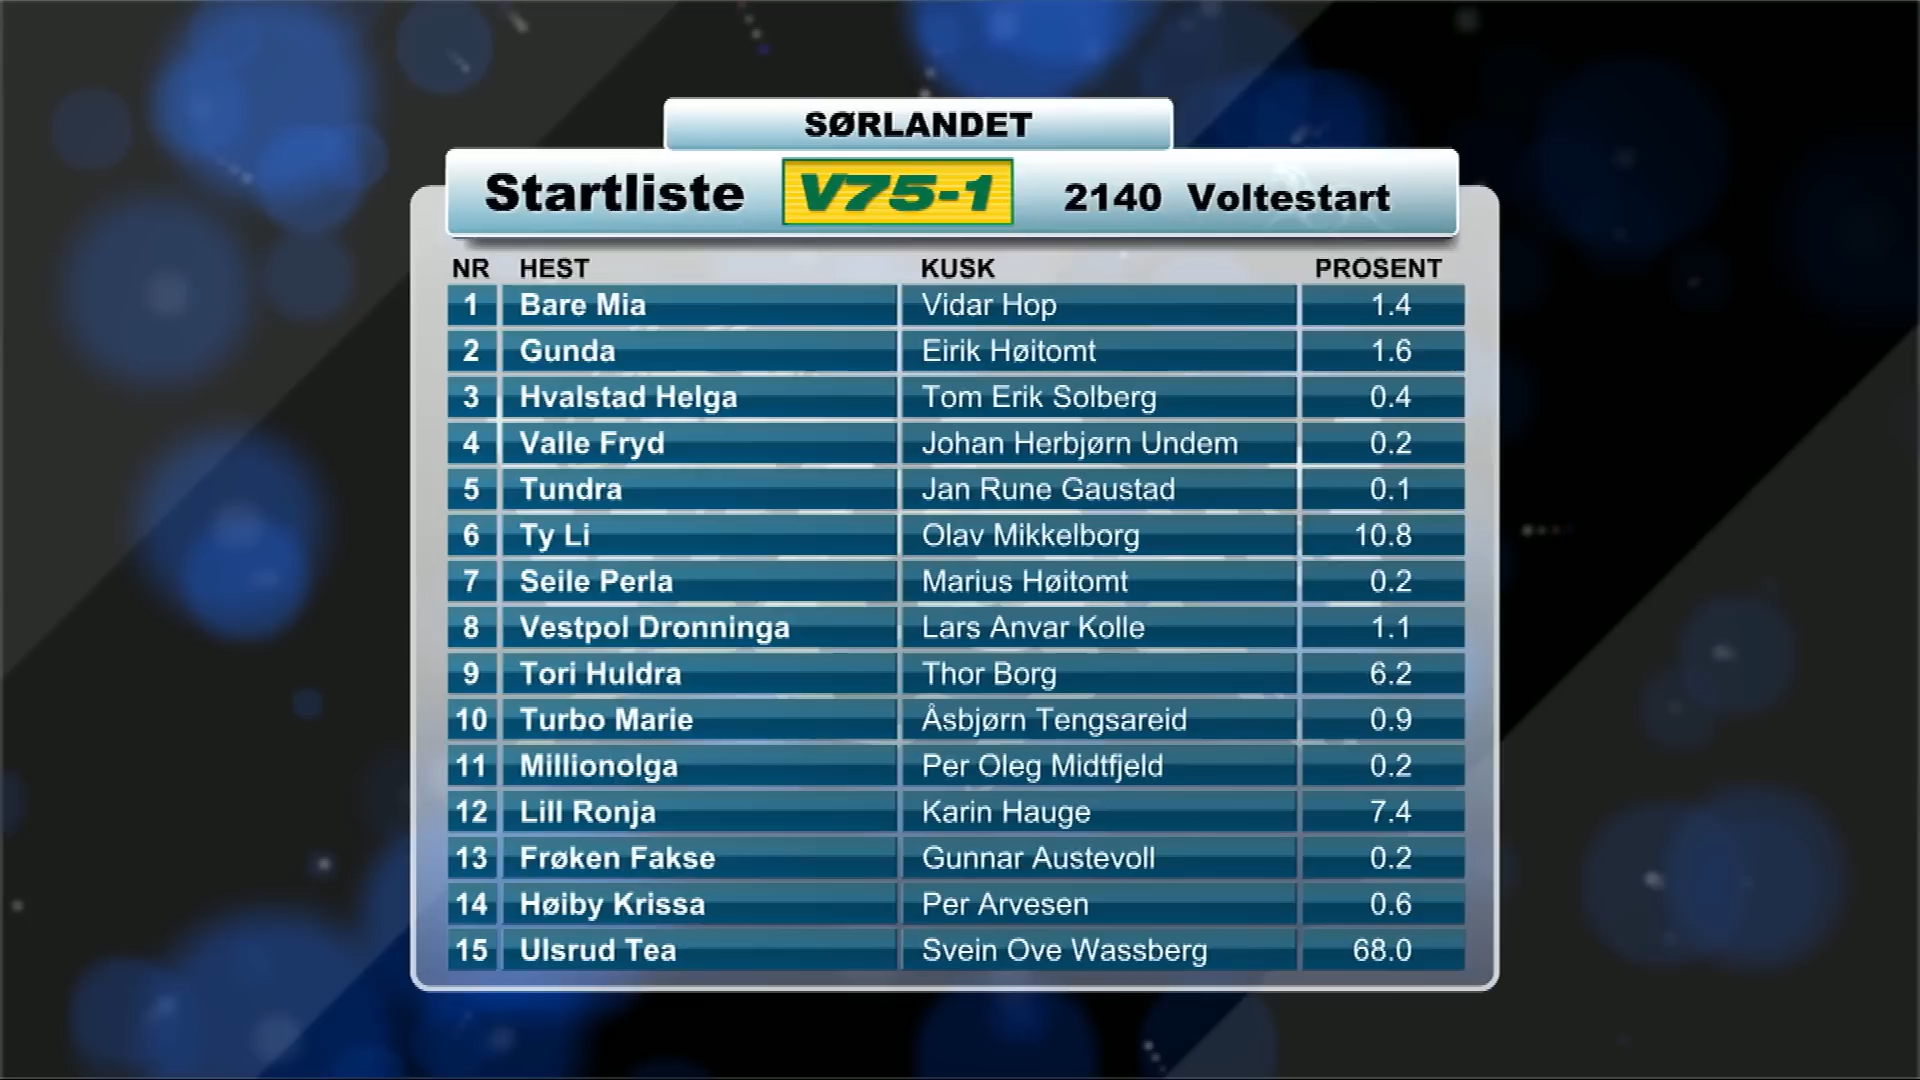 SØRLANDET
Startliste V75-1 2140 Voltestart
NR HEST KUSK PROSENT
1 Bare Mia Vidar Hop 1.4
2 Gunda Eirik Høitomt 1.6
3 Hvalstad Helga Tom Erik Solberg 0.4
4 Valle Fryd Johan Herbjørn Undem 0.2
5 Tundra Jan Rune Gaustad 0.1
6 Ty Li Olav Mikkelborg 10.8
7 Seile Perla Marius Høitomt 0.2
8 Vestpol Dronninga Lars Anvar Kolle 1.1
9 Tori Huldra Thor Borg 6.2
10 Turbo Marie Åsbjørn Tengsareid 0.9
11 Millionolga Per Oleg Midtfjeld 0.2
12 Lill Ronja Karin Hauge 7.4
13 Frøken Fakse Gunnar Austevoll 0.2
14 Høiby Krissa Per Arvesen 0.6
15 Ulsrud Tea Svein Ove Wassberg 68.0